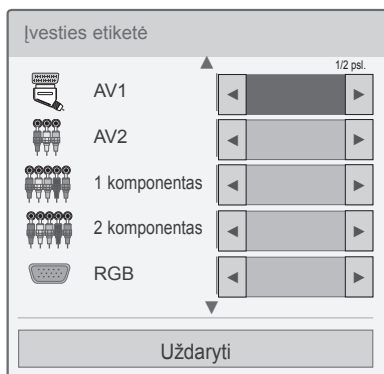 Įvesties etiketė
1/2 psl.
AV1
AV2
1 komponentas
2 komponentas
RGB
Uždaryti